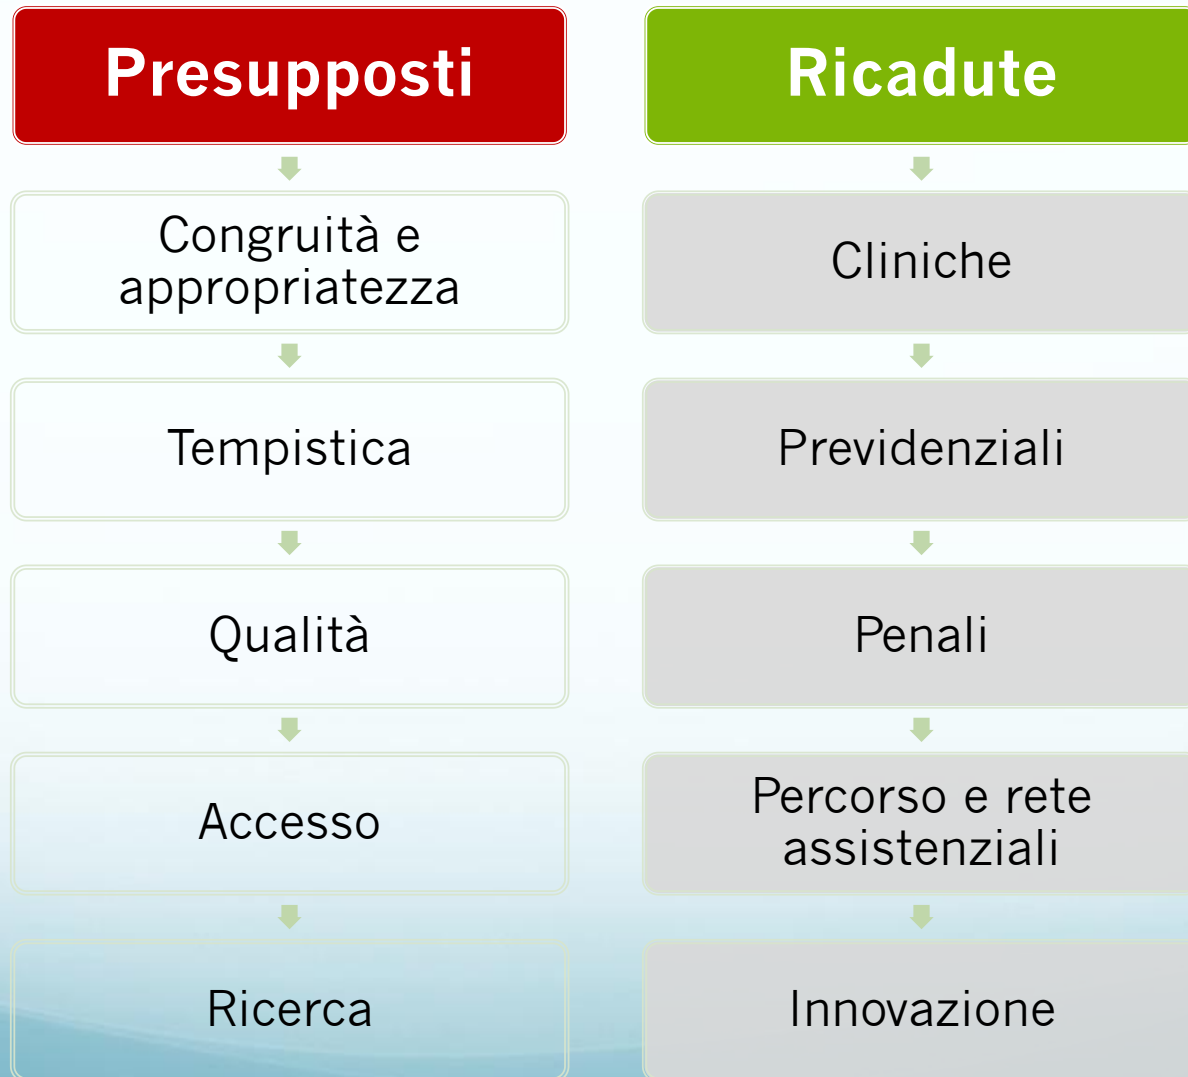 Presupposti
Congruità e
appropriatezza
Tempistica
Qualità
Accesso
Ricerca
Ricadute
Cliniche
Previdenziali
Penali
Percorso e rete
assistenziali
Innovazione